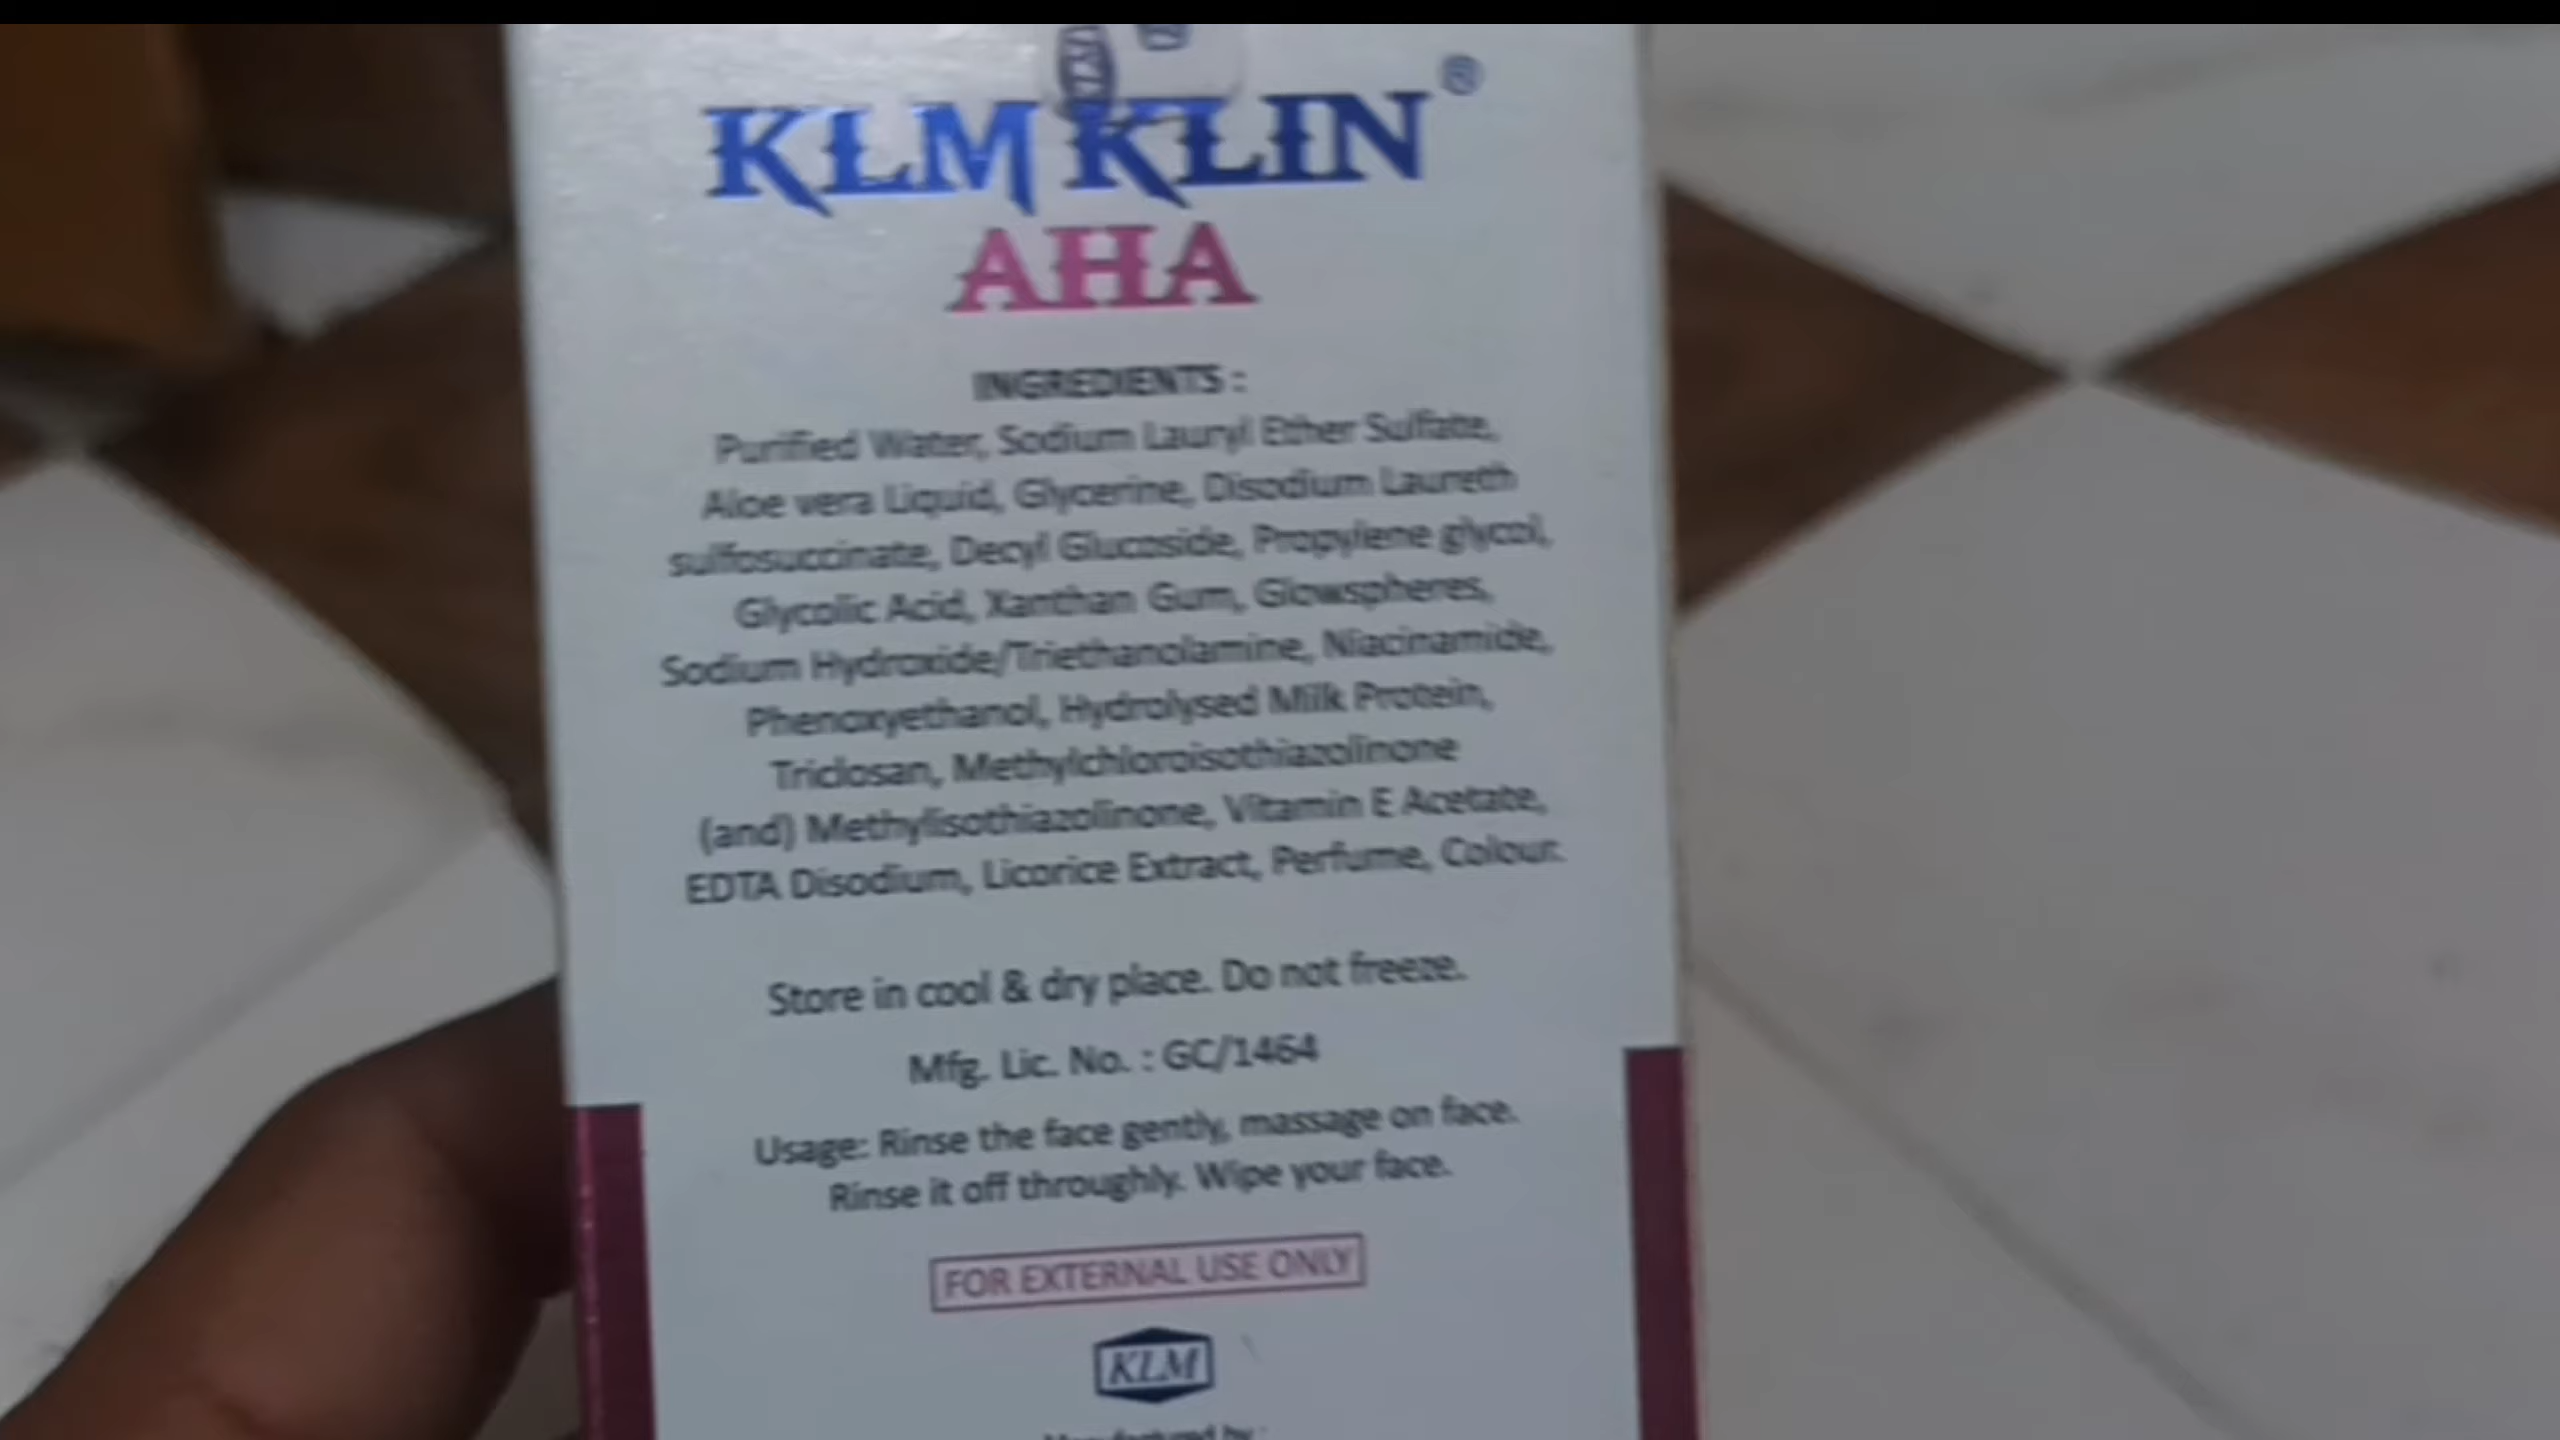 KLM KLIN®
AHA
INGREDIENTS :
Purified Water, Sodium Lauryl Ether Sulfate,
Aloe vera Liquid, Glycerine, Disodium Laureth
sulfosuccinate, Decyl Glucoside, Propylene glycol,
Glycolic Acid, Xanthan Gum, Glowspheres,
Sodium Hydroxide/Triethanolamine, Niacinamide,
Phenoxyethanol, Hydrolysed Milk Protein,
Triclosan, Methylchloroisothiazolinone
(and) Methylisothiazolinone, Vitamin E Acetate,
EDTA Disodium, Licorice Extract, Perfume, Colour.
Store in cool & dry place. Do not freeze.
Mfg. Lic. No. : GC/1464
Usage: Rinse the face gently, massage on face.
Rinse it off throughly. Wipe your face.
FOR EXTERNAL USE ONLY
KLM
Manufactured by :